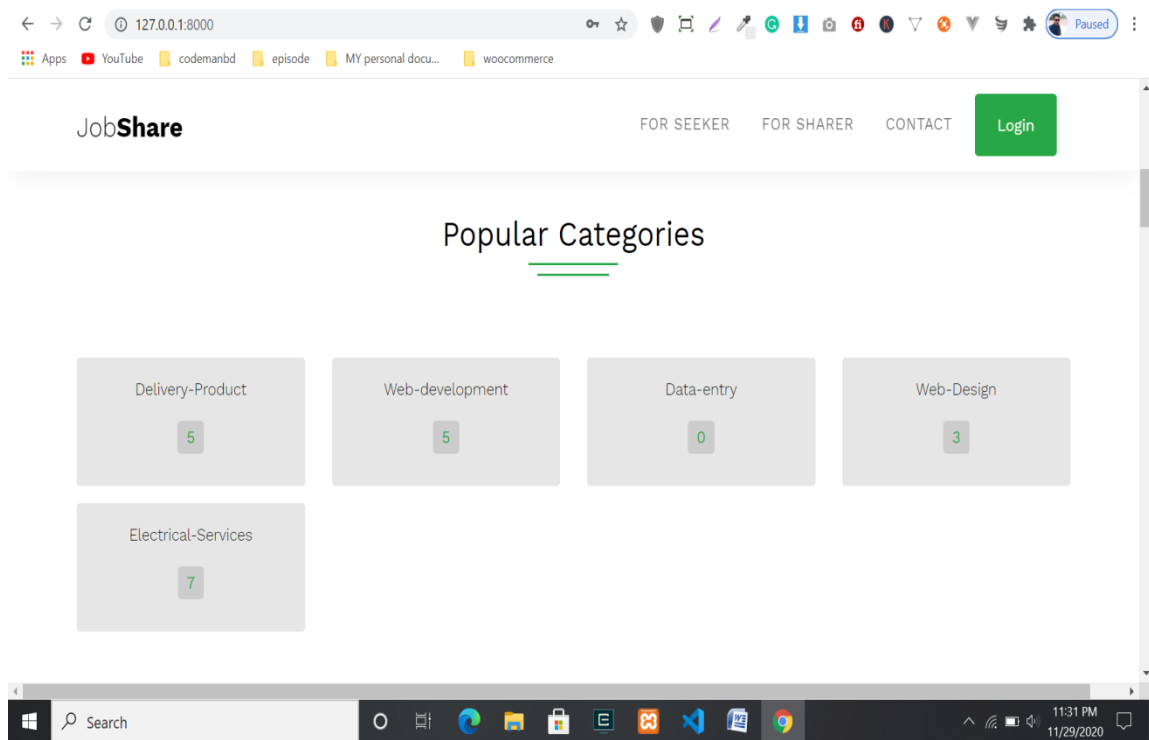 127.0.0.1:8000
Paused
Apps YouTube codemanbd episode MY personal docu... woocommerce
JobShare FOR SEEKER FOR SHARER CONTACT Login
Popular Categories
Delivery-Product Web-development Data-entry Web-Design
5 5 0 3
Electrical-Services
7
Search
11:31 PM
11/29/2020